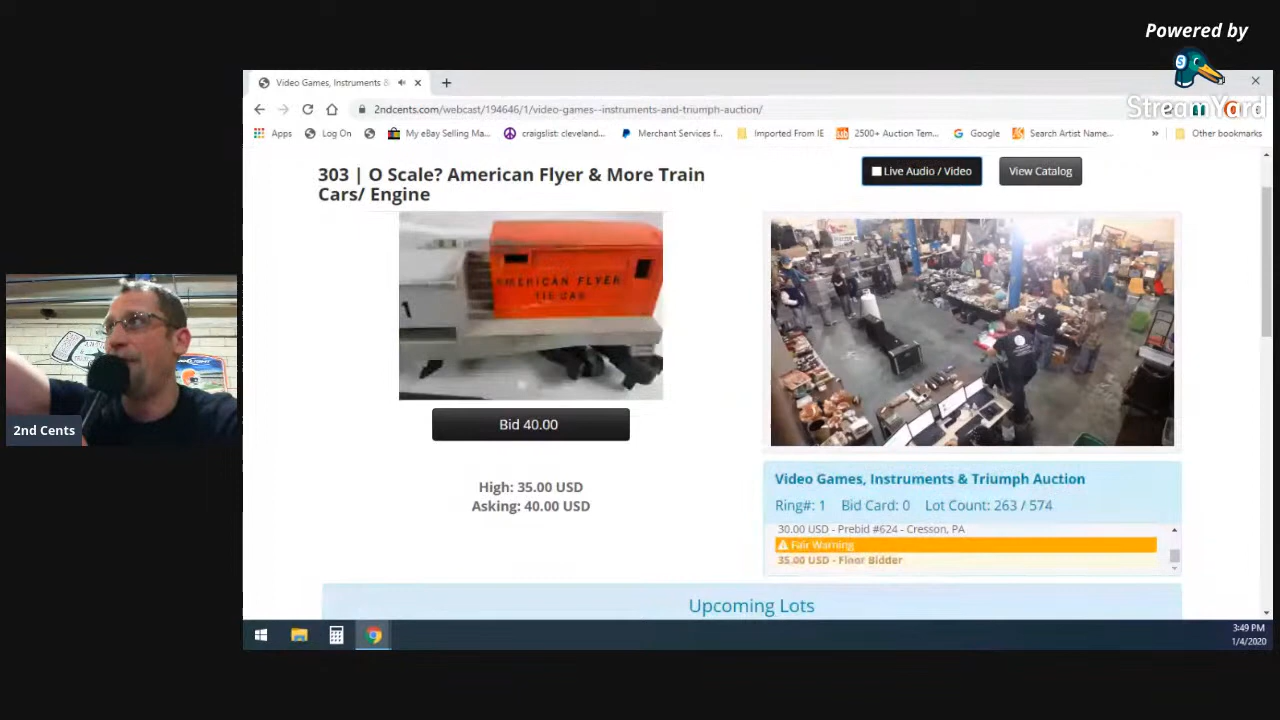 Powered by
StreamYard
Video Games, Instruments &
2ndcents.com/webcast/194646/1/video-games--instruments-and-triumph-auction/
Apps
Log On
My eBay Selling Ma...
craigslist: cleveland...
Merchant Services f...
Imported From IE
2500+ Auction Tem...
Google
Search Artist Name...
»
Other bookmarks
303 | O Scale? American Flyer & More Train
Cars/ Engine
Live Audio / Video
View Catalog
AMERICAN FLYER
Bid 40.00
High: 35.00 USD
Asking: 40.00 USD
2nd Cents
Video Games, Instruments & Triumph Auction
Ring#: 1 Bid Card: 0 Lot Count: 263 / 574
30.00 USD - Prebid #624 - Cresson, PA
Fair Warning
35.00 USD - Floor Bidder
Upcoming Lots
3:49 PM
1/4/2020